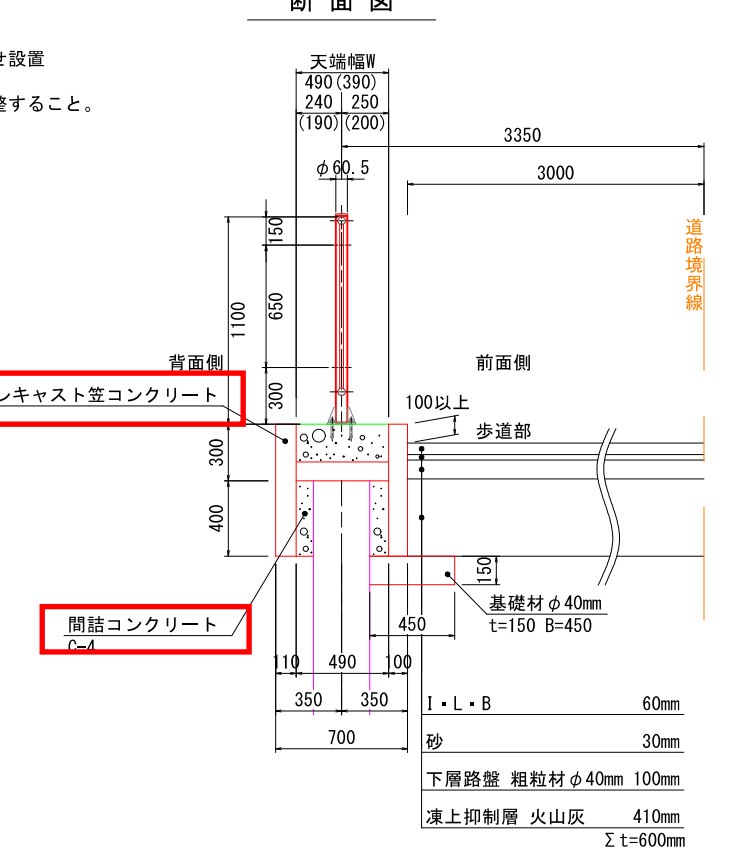 断面図
せ設置
整すること。
天端幅W
490(390)
240 250
(190)(200)
3350
φ60.5
3000
150
道路境界線
650
1100
背面側
前面側
ンキャスト笠コンクリート
300
100以上
歩道部
300
400
150
基礎材φ40mm
t=150 B=450
間詰コンクリート
C-4
450
110 490 100
350 350
700
I・L・B 60mm
砂 30mm
下層路盤 粗粒材φ40mm 100mm
凍上抑制層 火山灰 410mm
Σt=600mm